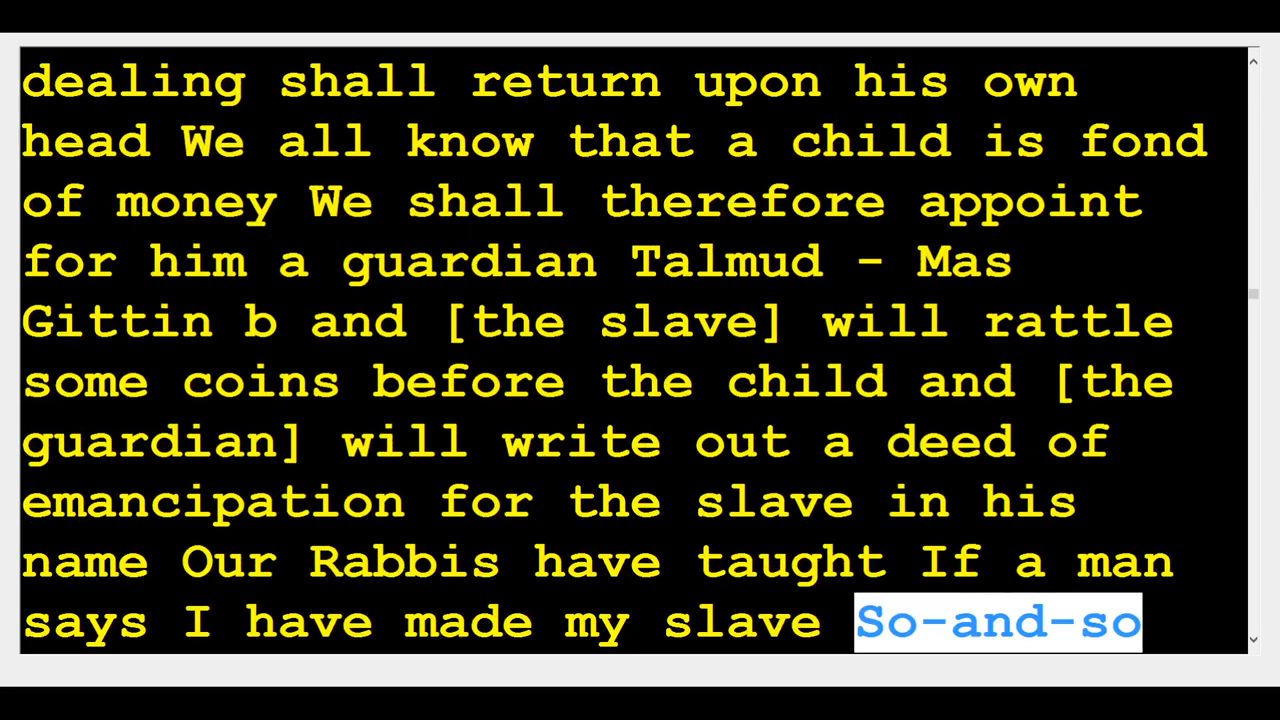 dealing shall return upon his own
head We all know that a child is fond
of money We shall therefore appoint
for him a guardian Talmud - Mas
Gittin b and [the slave] will rattle
some coins before the child and [the
guardian] will write out a deed of
emancipation for the slave in his
name Our Rabbis have taught If a man
says I have made my slave So-and-so